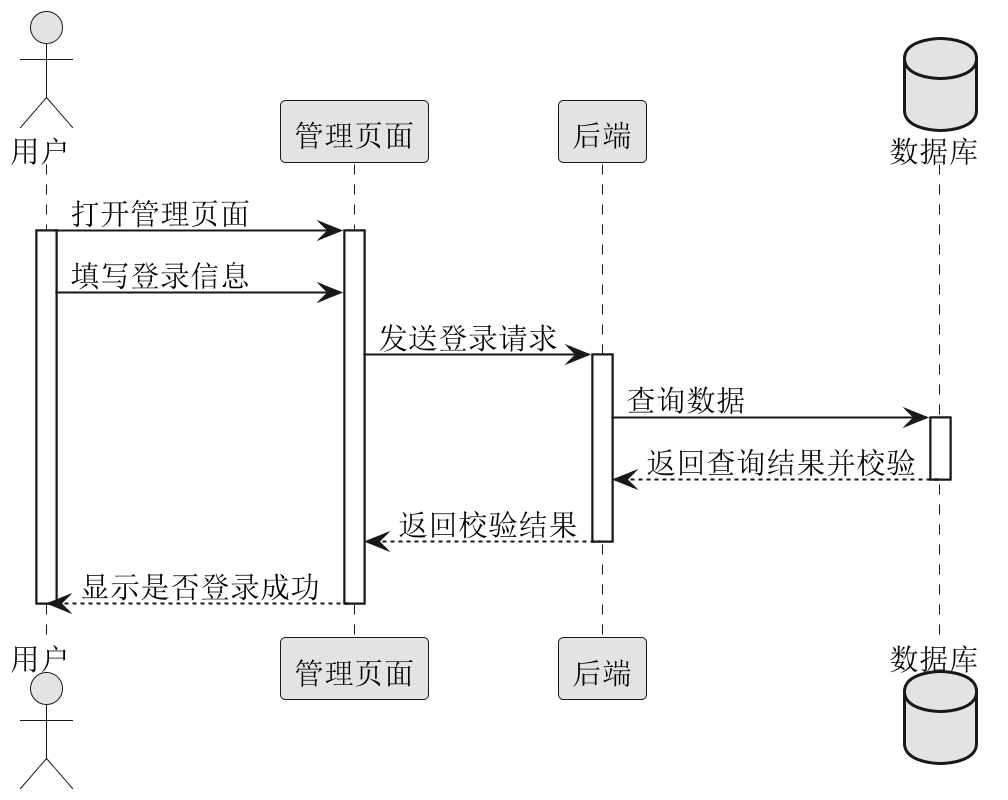 用户
管理页面
后端
数据库
打开管理页面
填写登录信息
发送登录请求
查询数据
返回查询结果并校验
返回校验结果
显示是否登录成功
用户
管理页面
后端
数据库